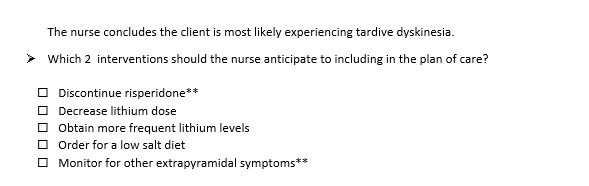 The nurse concludes the client is most likely experiencing tardive dyskinesia.
➤ Which 2 interventions should the nurse anticipate to including in the plan of care?
☐ Discontinue risperidone**
☐ Decrease lithium dose
☐ Obtain more frequent lithium levels
☐ Order for a low salt diet
☐ Monitor for other extrapyramidal symptoms**